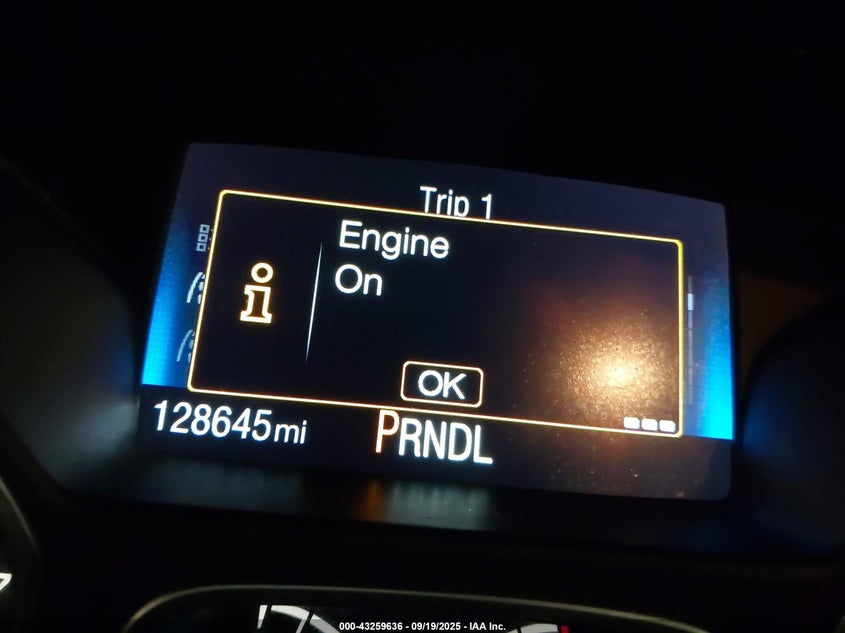 Trip 1
Engine
On
OK
128645mi
PRNDL
000-43259636 - 09/19/2025 - IAA Inc.